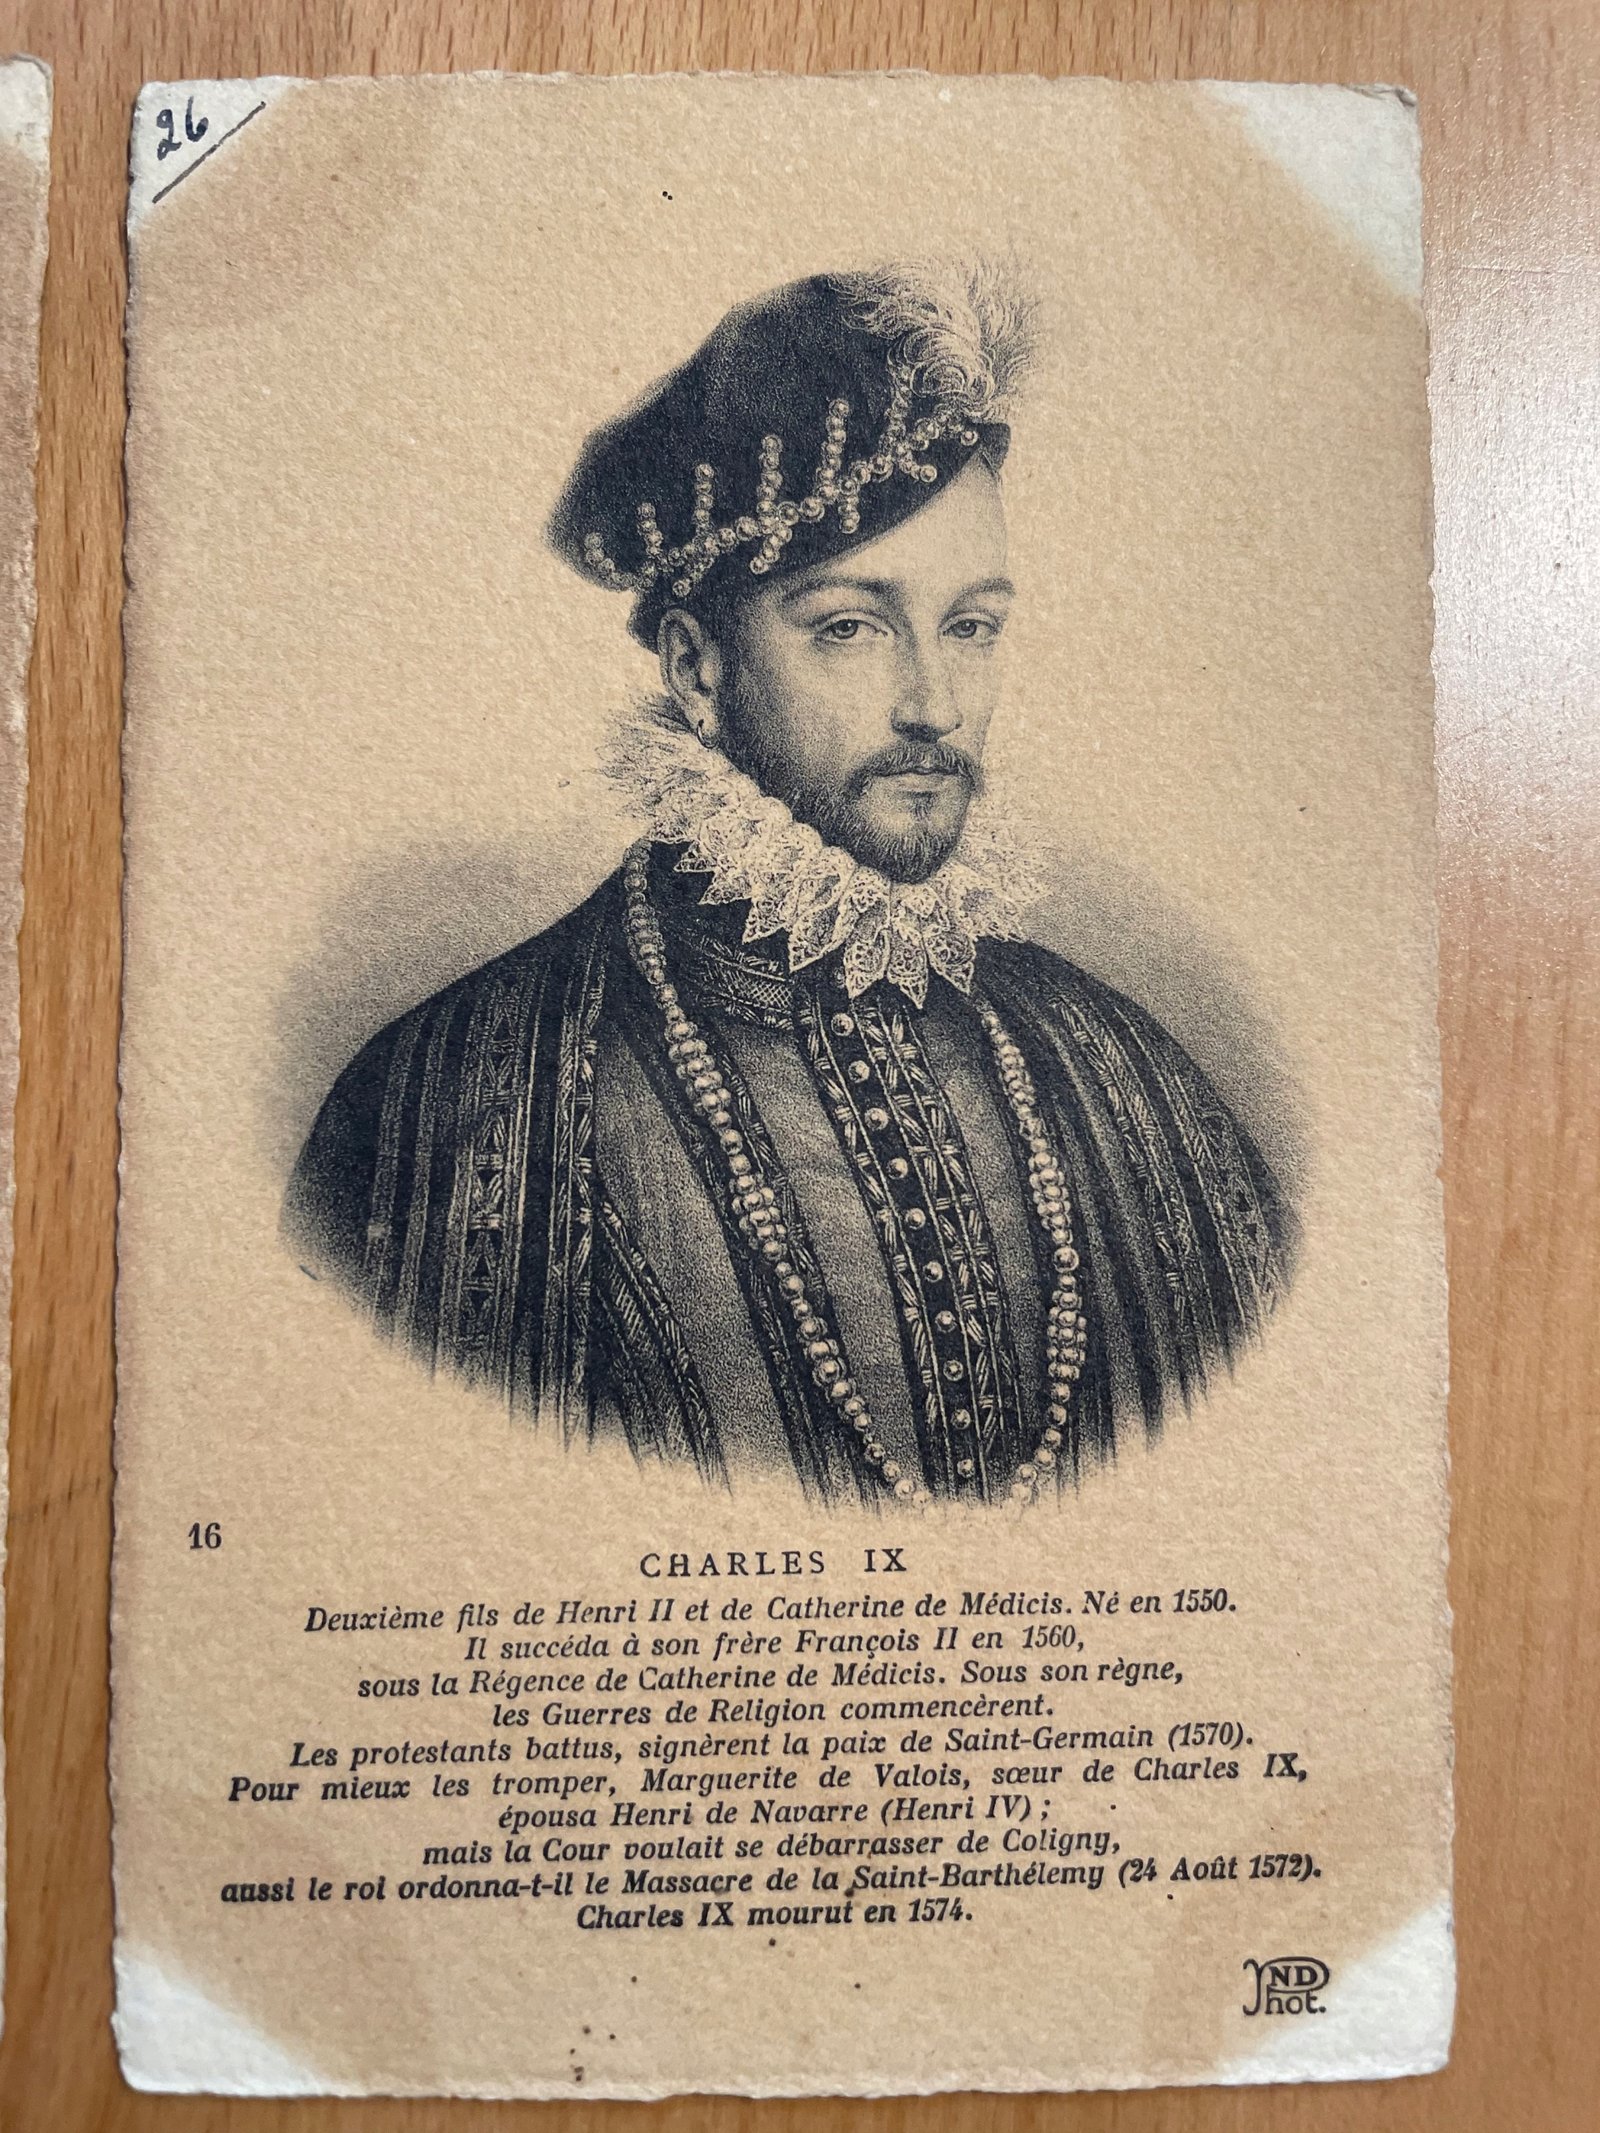 26
16
CHARLES IX
Deuxième fils de Henri II et de Catherine de Médicis. Né en 1550.
Il succéda à son frère François II en 1560,
sous la Régence de Catherine de Médicis. Sous son règne,
les Guerres de Religion commencèrent.
Les protestants battus, signèrent la paix de Saint-Germain (1570).
Pour mieux les tromper, Marguerite de Valois, sœur de Charles IX,
épousa Henri de Navarre (Henri IV) ;
mais la Cour voulait se débarrasser de Coligny,
aussi le roi ordonna-t-il le Massacre de la Saint-Barthélemy (24 Août 1572).
Charles IX mourut en 1574.
ND
Phot.